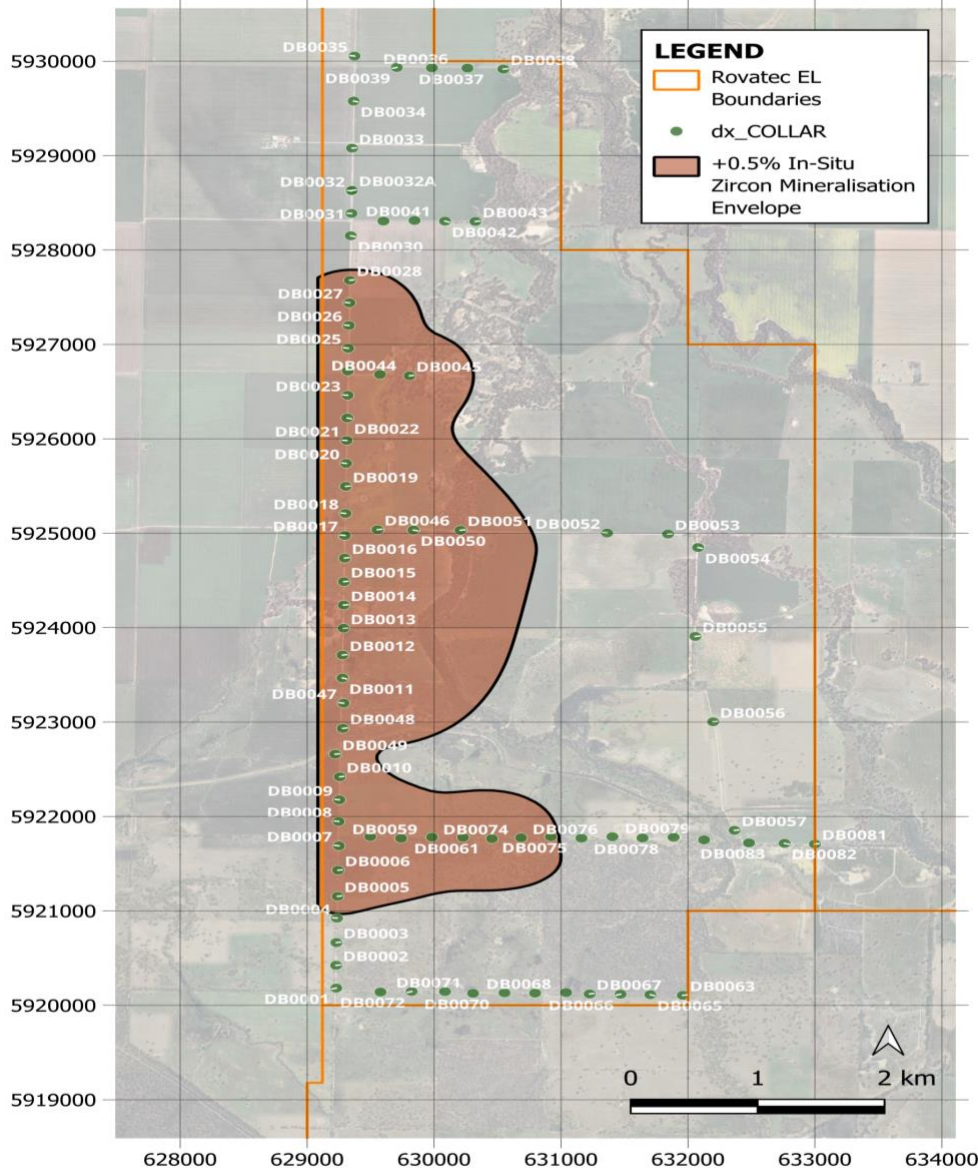 LEGEND
Rovatec EL
Boundaries
dx_COLLAR
+0.5% In-Situ
Zircon Mineralisation
Envelope
5930000
5929000
5928000
5927000
5926000
5925000
5924000
5923000
5922000
5921000
5920000
5919000
DB0035
DB0036
DB0038
DB0039
DB0037
DB0034
DB0033
DB0032
DB0032A
DB0031
DB0041
DB0043
DB0042
DB0030
DB0028
DB0027
DB0026
DB0025
DB0044
DB0045
DB0023
DB0021
DB0022
DB0020
DB0019
DB0018
DB0017
DB0046
DB0051
DB0052
DB0053
DB0050
DB0016
DB0054
DB0015
DB0014
DB0013
DB0055
DB0012
DB0011
DB0047
DB0048
DB0056
DB0049
DB0010
DB0009
DB0008
DB0007
DB0059
DB0074
DB0076
DB0079
DB0057
DB0081
DB0061
DB0075
DB0078
DB0083
DB0082
DB0006
DB0005
DB0004
DB0003
DB0002
DB0001
DB0072
DB0071
DB0070
DB0068
DB0066
DB0067
DB0065
DB0063
0 1 2 km
628000 629000 630000 631000 632000 633000 634000